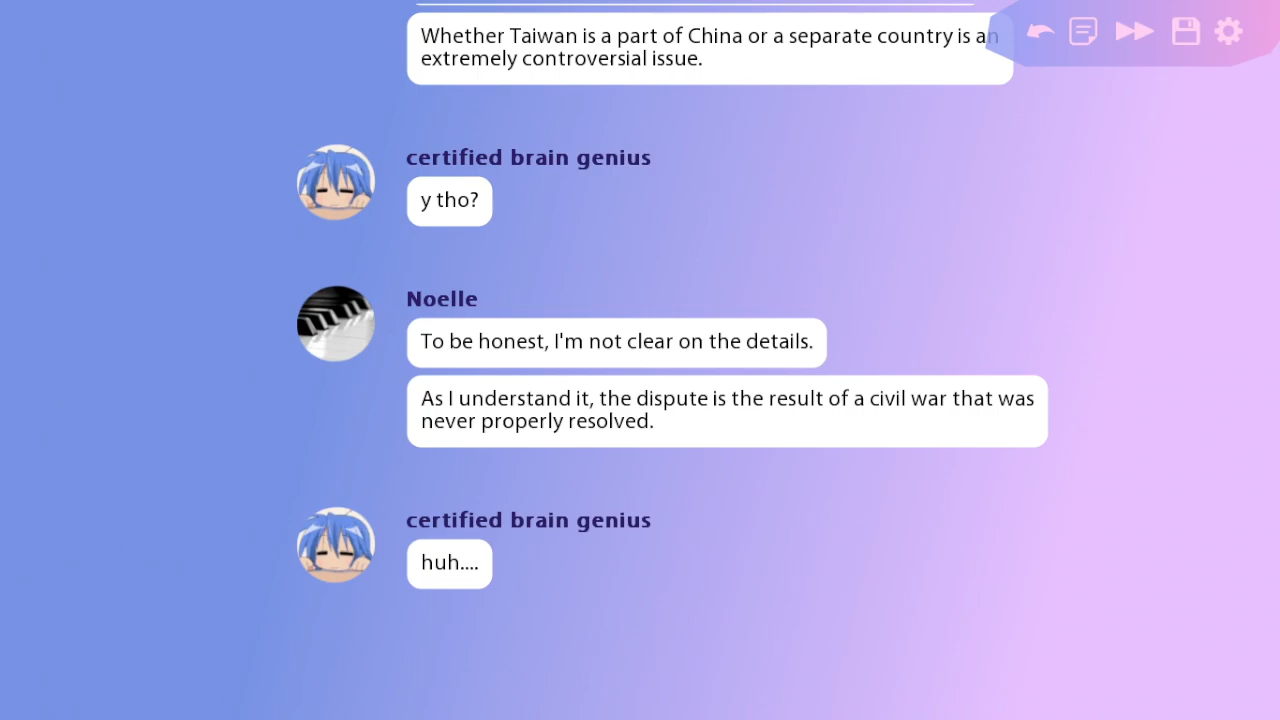 Whether Taiwan is a part of China or a separate country is an
extremely controversial issue.
certified brain genius
y tho?
Noelle
To be honest, I'm not clear on the details.
As I understand it, the dispute is the result of a civil war that was
never properly resolved.
certified brain genius
huh....